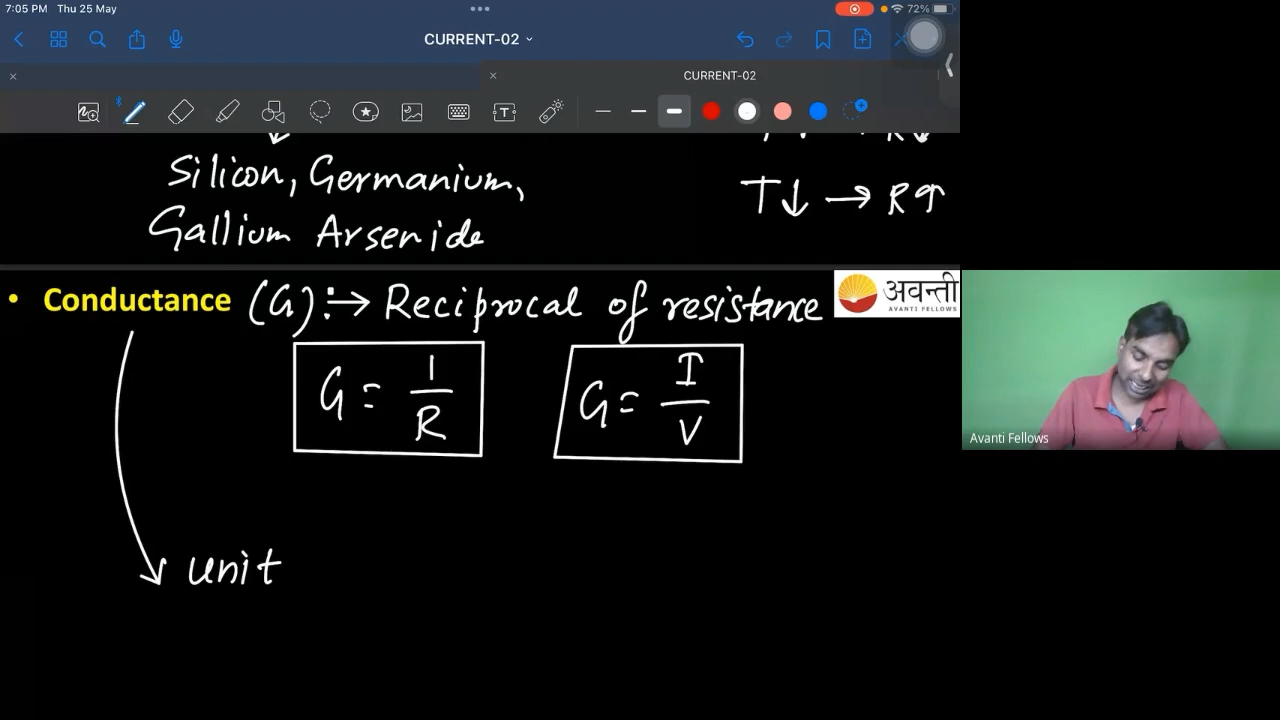 7:05 PM Thu 25 May
72%
CURRENT-02
CURRENT-02
Silicon, Germanium,
Gallium Arsenide
T↓ → R↑
• Conductance (G):→ Reciprocal of resistance
अवन्ती
AVANTI FELLOWS
G = 1/R
G = I/V
unit
Avanti Fellows